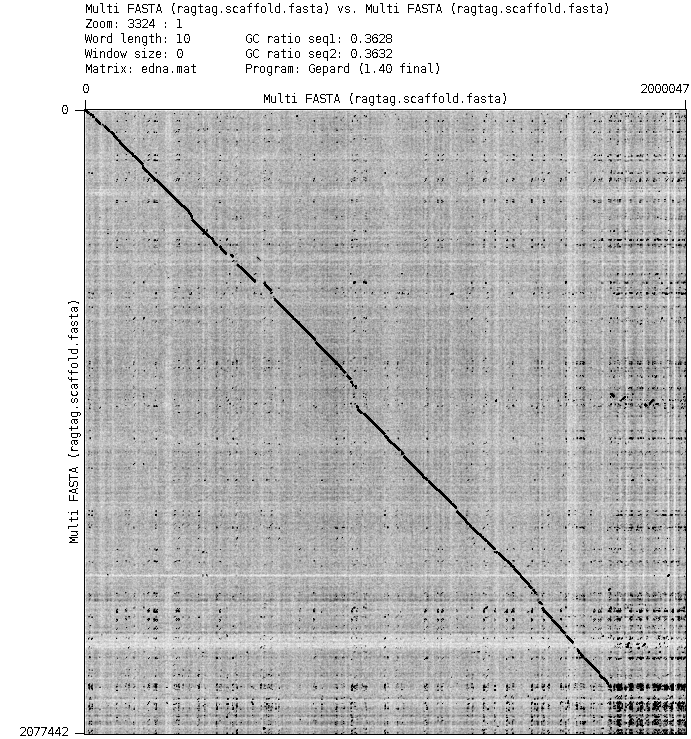 Multi FASTA (ragtag.scaffold.fasta) vs. Multi FASTA (ragtag.scaffold.fasta)
Zoom: 3324 : 1
Word length: 10 GC ratio seq1: 0.3628
Window size: 0 GC ratio seq2: 0.3632
Matrix: edna.mat Program: Gepard (1.40 final)
0 2000047
Multi FASTA (ragtag.scaffold.fasta)
0
Multi FASTA (ragtag.scaffold.fasta)
2077442